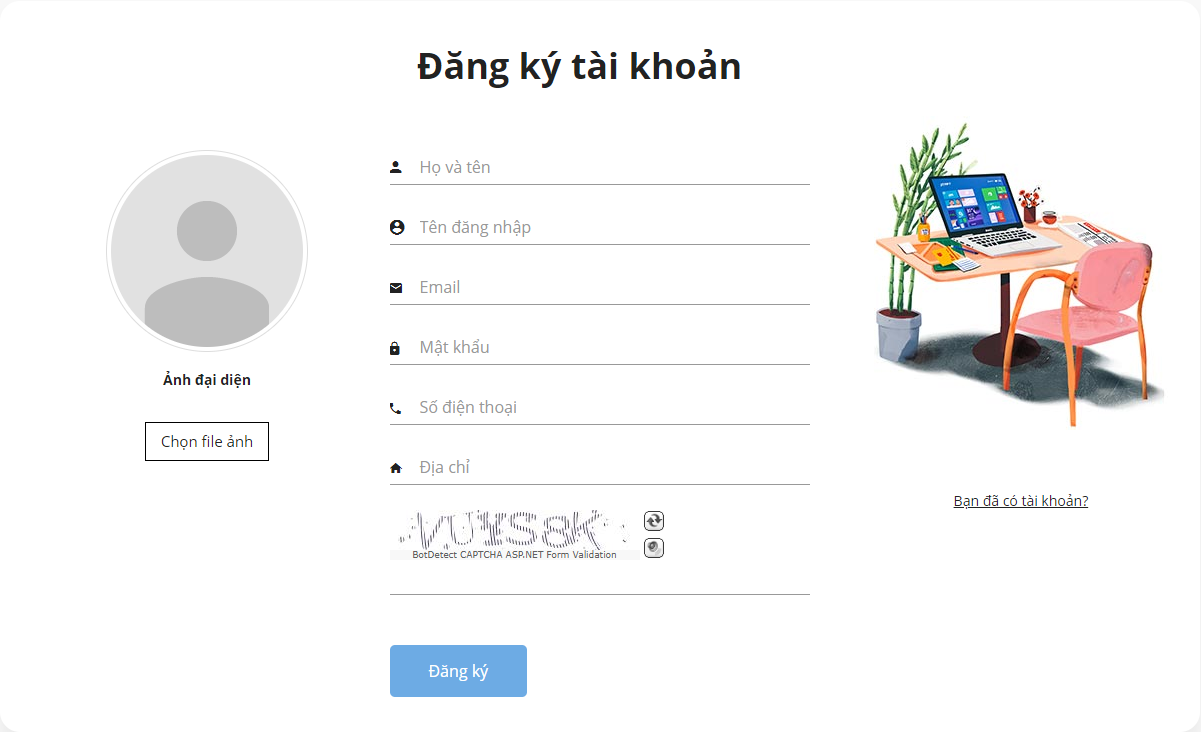 Đăng ký tài khoản
Họ và tên
Tên đăng nhập
Email
Mật khẩu
Ảnh đại diện
Số điện thoại
Chọn file ảnh
Địa chỉ
Bạn đã có tài khoản?
BotDetect CAPTCHA ASP.NET Form Validation
Đăng ký